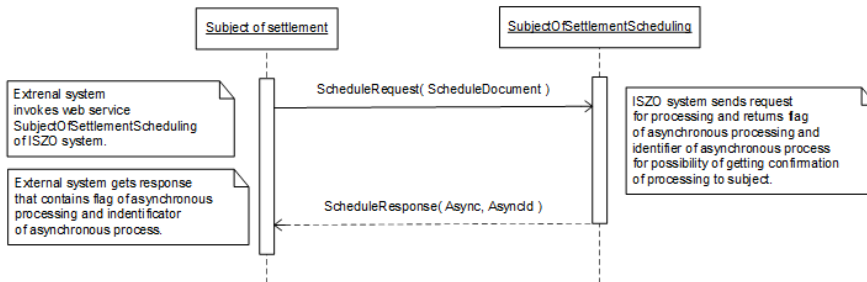 Subject of settlement
SubjectOfSettlementScheduling
Extrenal system
invokes web service
SubjectOfSettlementScheduling
of ISZO system.
ScheduleRequest( ScheduleDocument )
ISZO system sends request
for processing and returns flag
of asynchronous processing and
identifier of asynchronous process
for possibility of getting confirmation
of processing to subject.
External system gets response
that contains flag of asynchronous
processing and indentificator
of asynchronous process.
ScheduleResponse( Async, AsyncId )